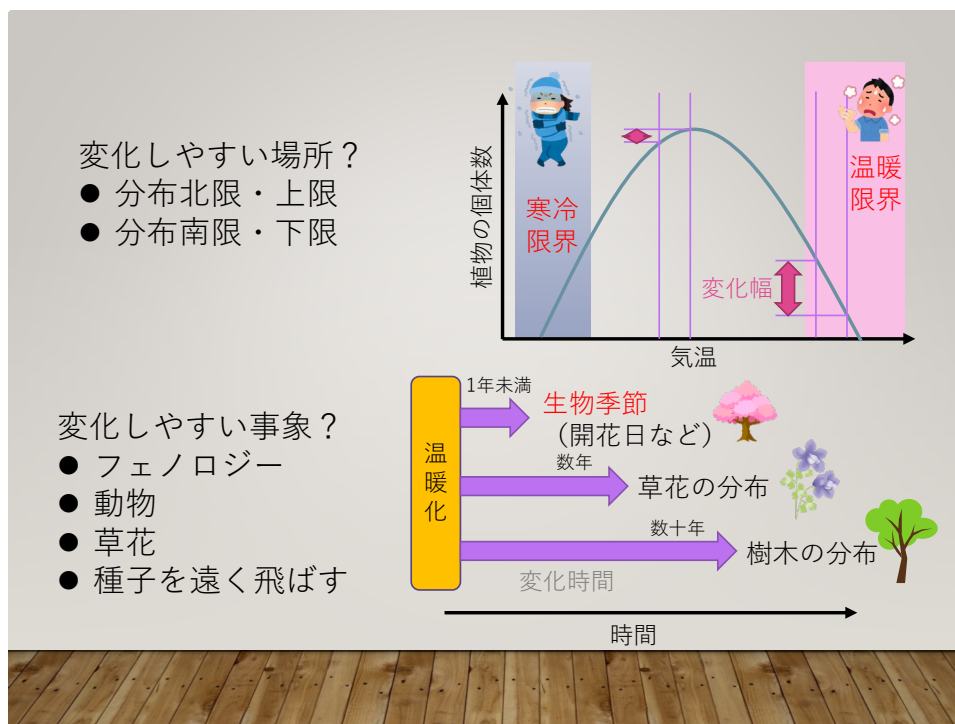 変化しやすい場所？
● 分布北限・上限
● 分布南限・下限
植物の個体数
寒冷
限界
温暖
限界
変化幅
気温
変化しやすい事象？
● フェノロジー
● 動物
● 草花
● 種子を遠く飛ばす
温暖化
1年未満
生物季節
（開花日など）
数年
草花の分布
数十年
樹木の分布
変化時間
時間